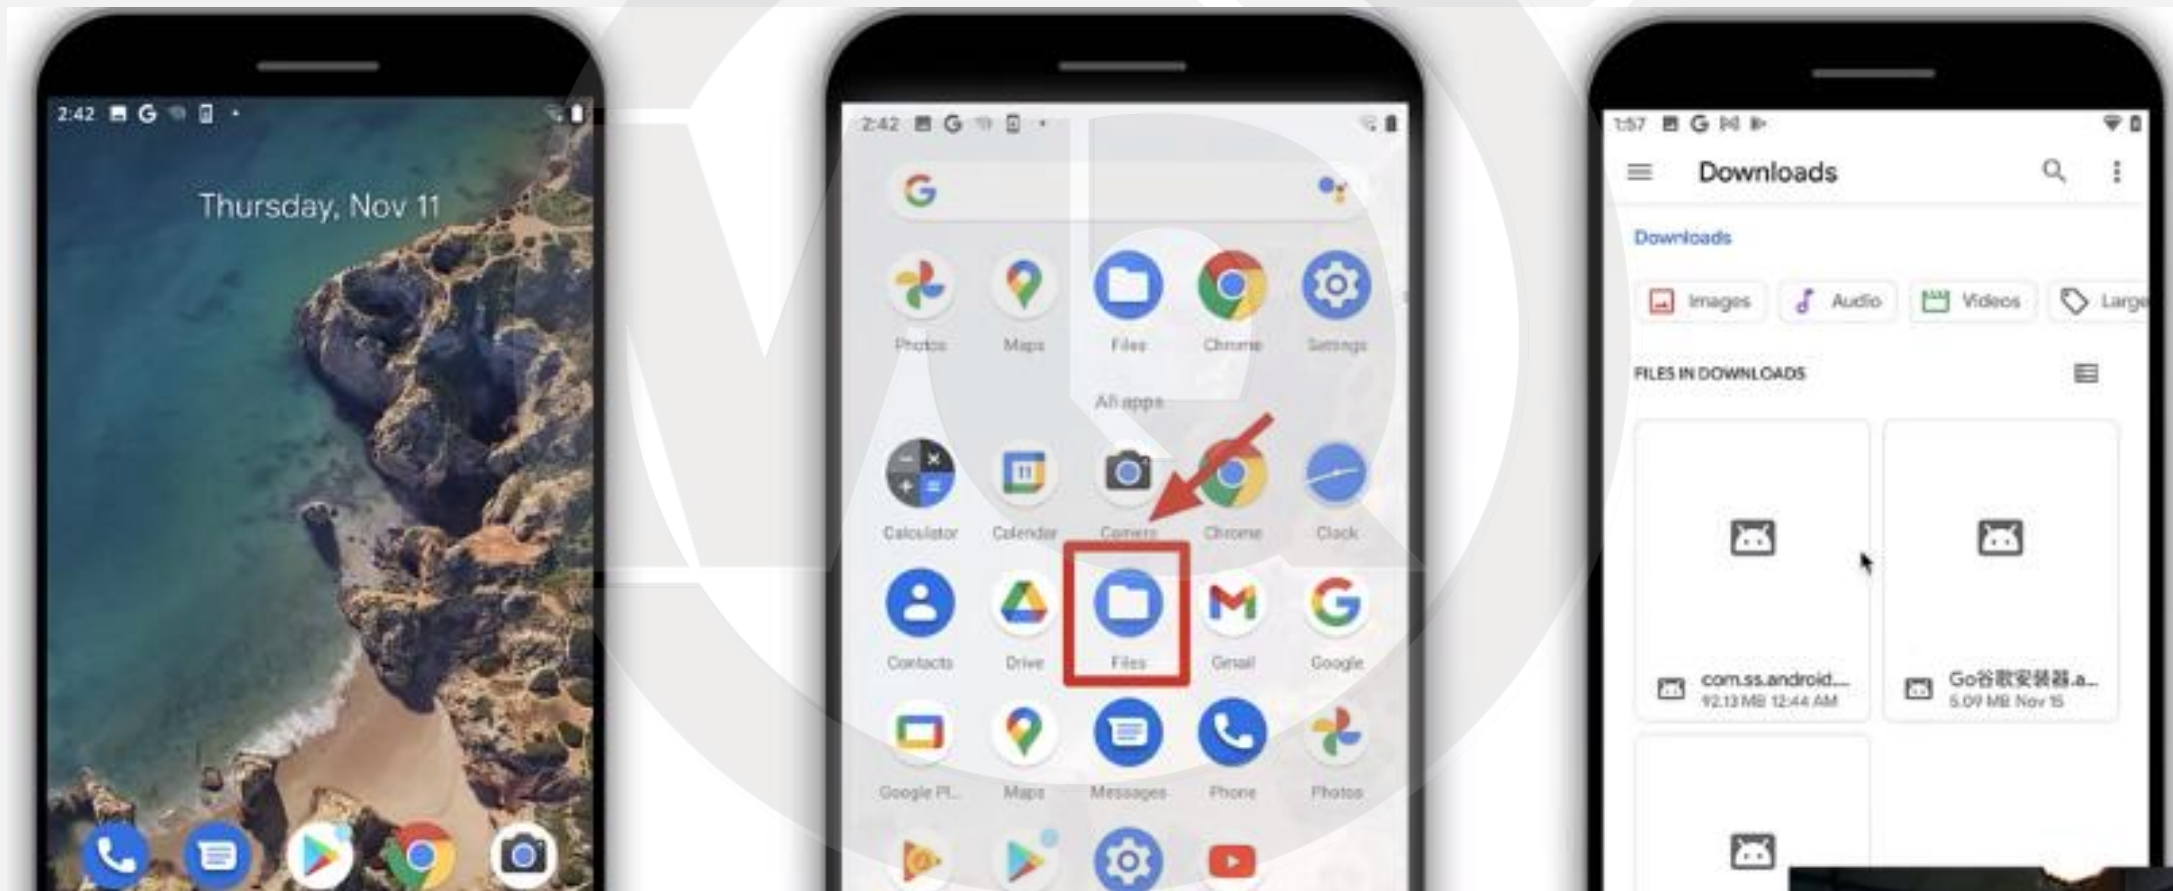 2:42
Thursday, Nov 11
2:42
Photos Maps Files Chrome Settings
All apps
Calculator Calendar Camera Chrome Clock
Contacts Drive Files Gmail Google
Google Pl... Maps Messages Phone Photos
1:57
Downloads
Downloads
Images Audio Videos Large
FILES IN DOWNLOADS
com.ss.android....
92.13 MB 12:44 AM
Go谷歌安装器.a...
5.09 MB Nov 15